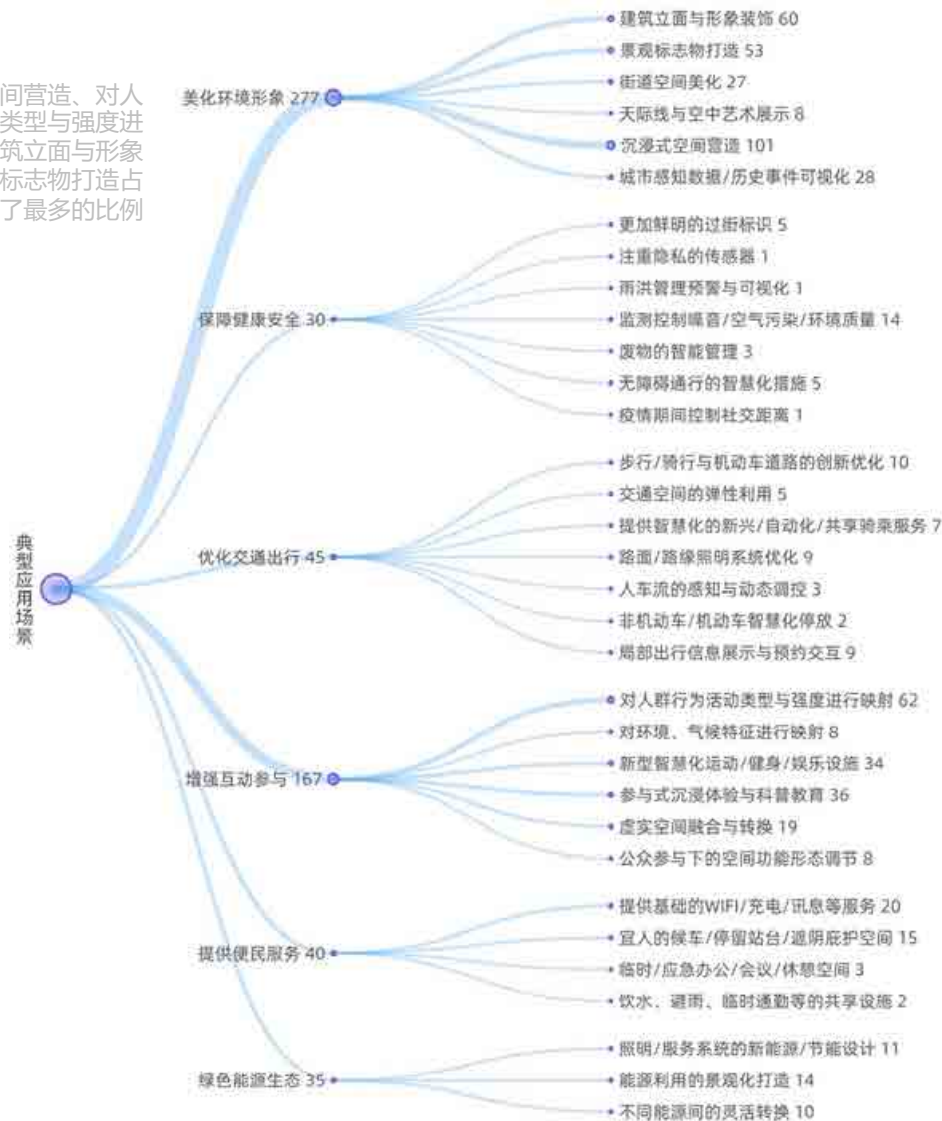 间营造、对人
类型与强度进
筑立面与形象
标志物打造占
了最多的比例
典型应用场景
美化环境形象 277
建筑立面与形象装饰 60
景观标志物打造 53
街道空间美化 27
天际线与空中艺术展示 8
沉浸式空间营造 101
城市感知数据/历史事件可视化 28
保障健康安全 30
更加鲜明的过街标识 5
注重隐私的传感器 1
雨洪管理预警与可视化 1
监测控制噪音/空气污染/环境质量 14
废物的智能管理 3
无障碍通行的智慧化措施 5
疫情期间控制社交距离 1
优化交通出行 45
步行/骑行与机动车道路的创新优化 10
交通空间的弹性利用 5
提供智慧化的新兴/自动化/共享骑乘服务 7
路面/路缘照明系统优化 9
人车流的感知与动态调控 3
非机动车/机动车智慧化停放 2
局部出行信息展示与预约交互 9
增强互动参与 167
对人群行为活动类型与强度进行映射 62
对环境、气候特征进行映射 8
新型智慧化运动/健身/娱乐设施 34
参与式沉浸体验与科普教育 36
虚实空间融合与转换 19
公众参与下的空间功能形态调节 8
提供便民服务 40
提供基础的WIFI/充电/讯息等服务 20
宜人的候车/停留站台/遮阴庇护空间 15
临时/应急办公/会议/休憩空间 3
饮水、避雨、临时通勤等的共享设施 2
绿色能源生态 35
照明/服务系统的新能源/节能设计 11
能源利用的景观化打造 14
不同能源间的灵活转换 10